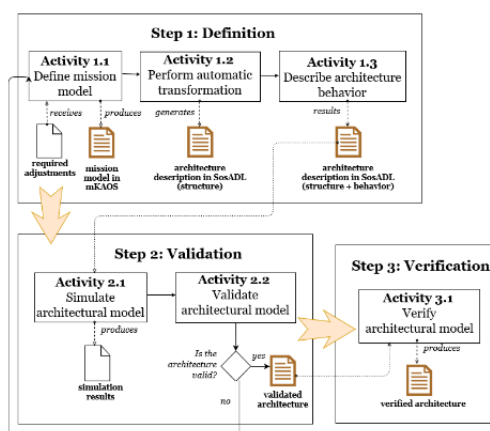 Step 1: Definition
Activity 1.1
Define mission
model
Activity 1.2
Perform automatic
transformation
Activity 1.3
Describe architecture
behavior
receives
produces
generates
results
required
adjustments
mission
model in
mKAOS
architecture
description in SosADL
(structure)
architecture
description in SosADL
(structure + behavior)
Step 2: Validation
Activity 2.1
Simulate
architectural model
Activity 2.2
Validate
architectural model
produces
simulation
results
Is the
architecture
valid?
yes
no
validated
architecture
Step 3: Verification
Activity 3.1
Verify
architectural model
produces
verified architecture